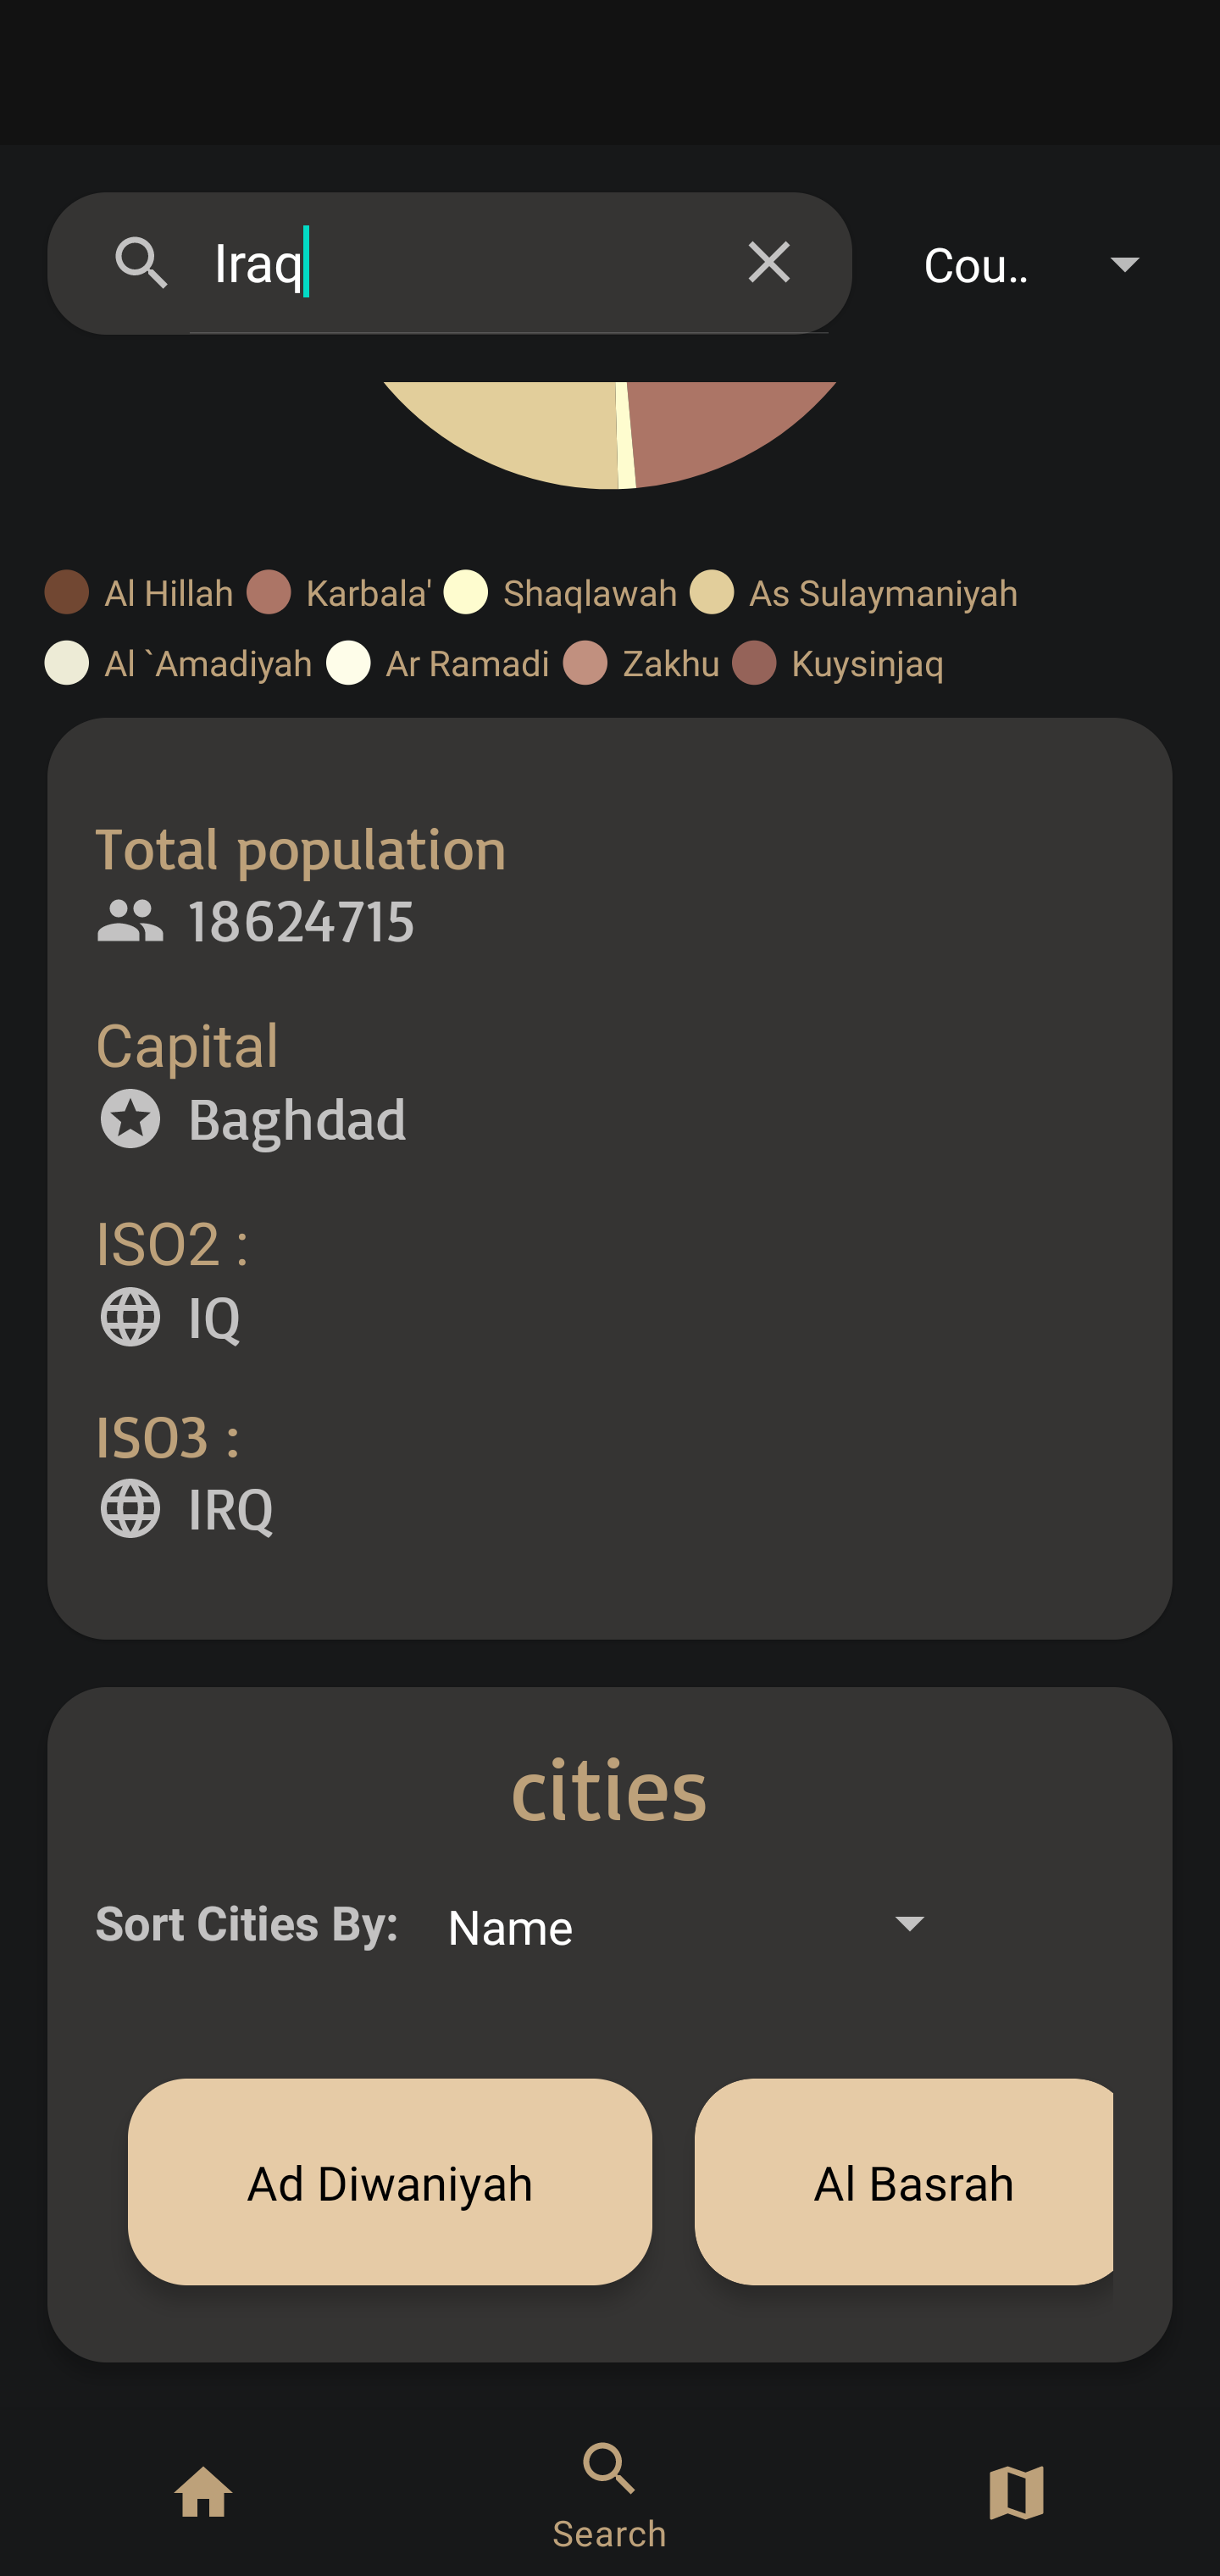 Iraq
Cou..
Al Hillah Karbala' Shaqlawah As Sulaymaniyah
Al `Amadiyah Ar Ramadi Zakhu Kuysinjaq
Total population
18624715
Capital
Baghdad
ISO2 :
IQ
ISO3 :
IRQ
cities
Sort Cities By: Name
Ad Diwaniyah Al Basrah
Search